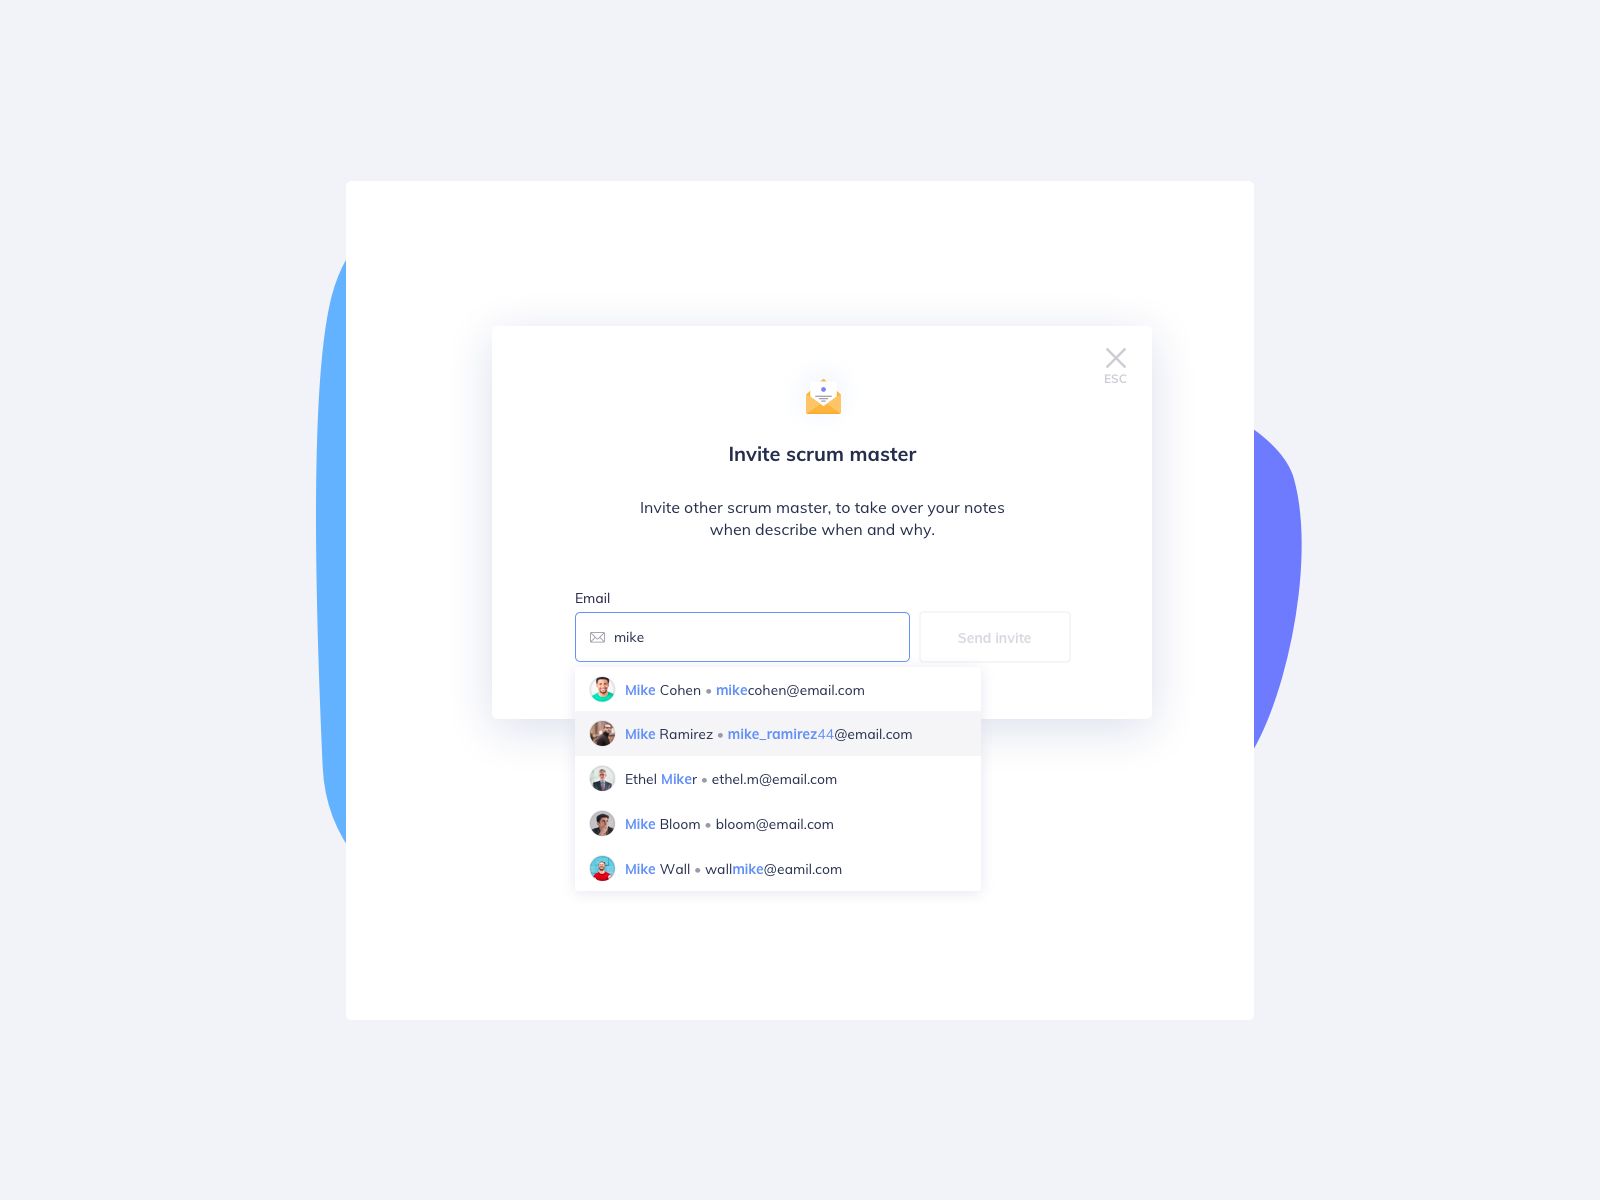 ESC
Invite scrum master
Invite other scrum master, to take over your notes
when describe when and why.
Email
mike
Send invite
Mike Cohen • mikecohen@email.com
Mike Ramirez • mike_ramirez44@email.com
Ethel Miker • ethel.m@email.com
Mike Bloom • bloom@email.com
Mike Wall • wallmike@eamil.com